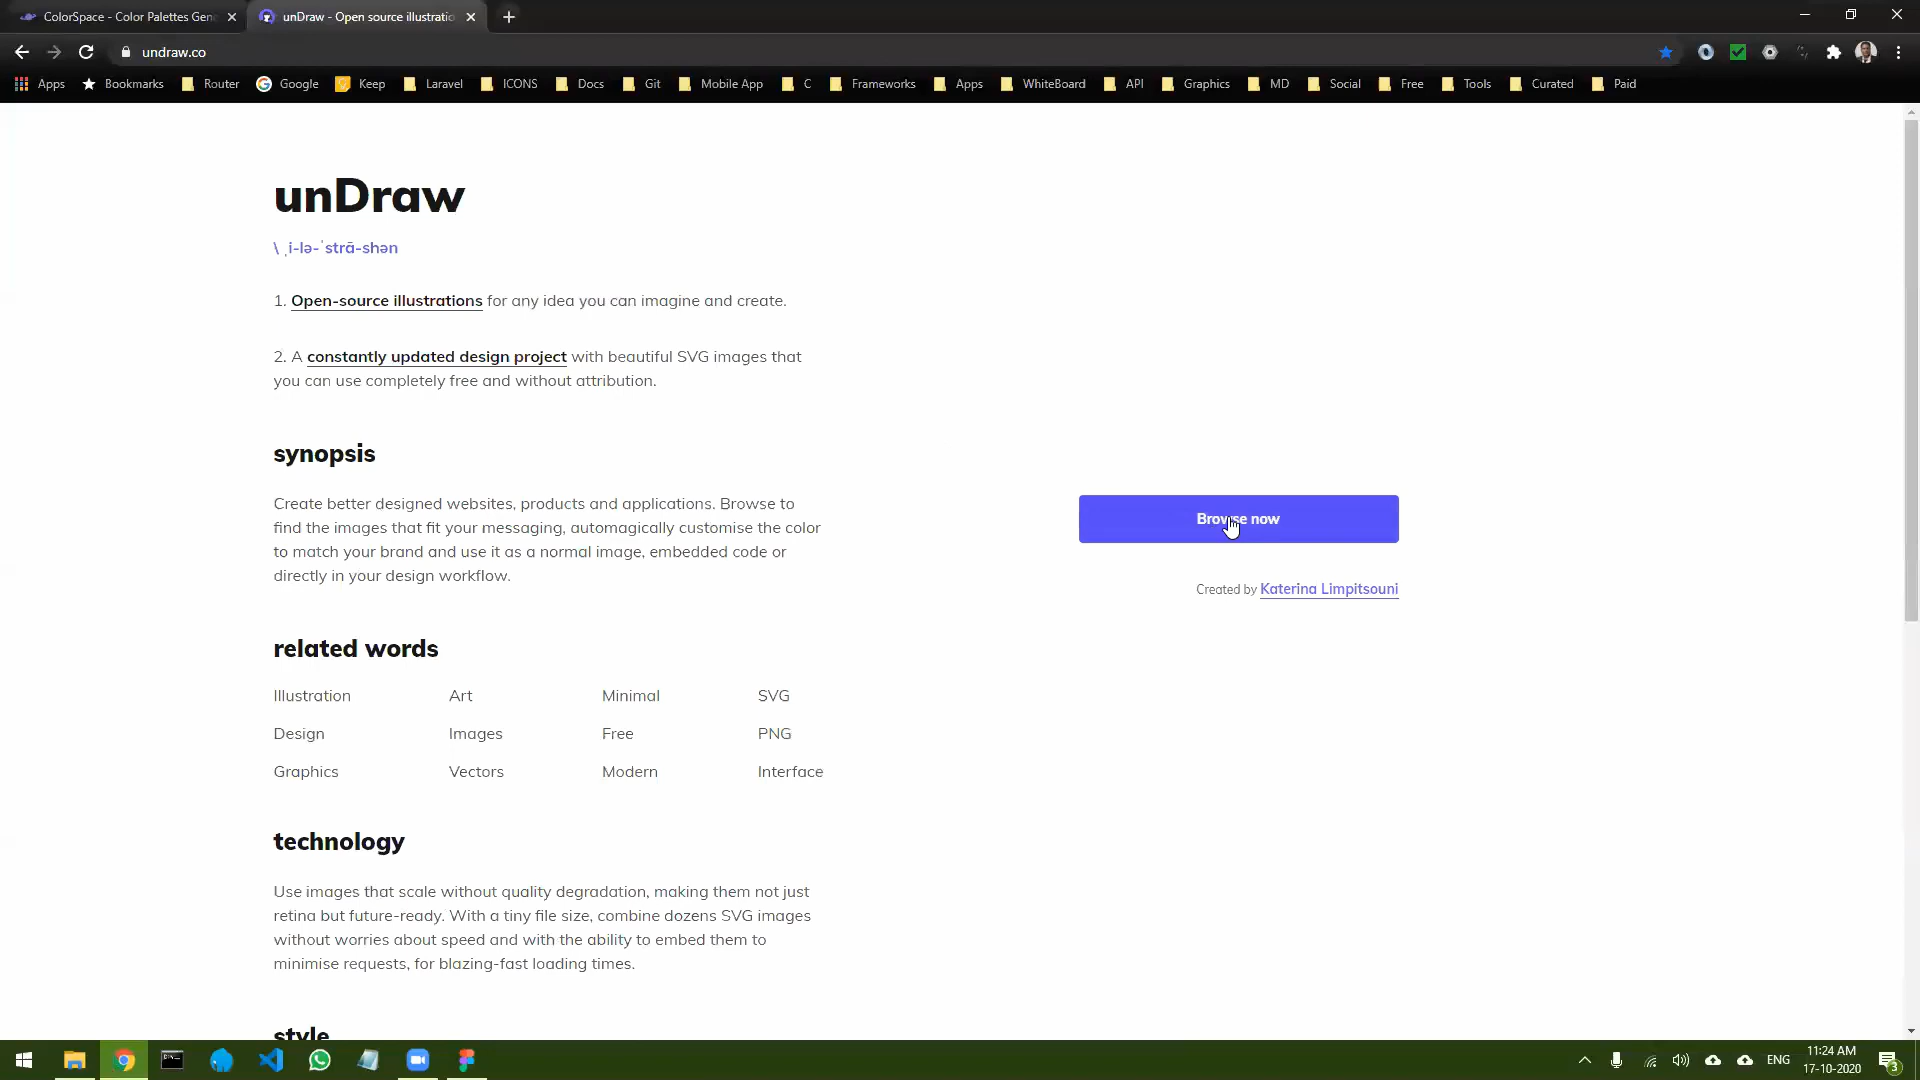 ColorSpace - Color Palettes Gen
unDraw - Open source illustratio
undraw.co
Apps Bookmarks Router Google Keep Laravel ICONS Docs Git Mobile App C Frameworks Apps WhiteBoard API Graphics MD Social Free Tools Curated Paid
unDraw
\ ˌi-lə-ˈstrā-shən
1. Open-source illustrations for any idea you can imagine and create.
2. A constantly updated design project with beautiful SVG images that
you can use completely free and without attribution.
synopsis
Create better designed websites, products and applications. Browse to
find the images that fit your messaging, automagically customise the color
to match your brand and use it as a normal image, embedded code or
directly in your design workflow.
Browse now
Created by Katerina Limpitsouni
related words
Illustration Art Minimal SVG
Design Images Free PNG
Graphics Vectors Modern Interface
technology
Use images that scale without quality degradation, making them not just
retina but future-ready. With a tiny file size, combine dozens SVG images
without worries about speed and with the ability to embed them to
minimise requests, for blazing-fast loading times.
style
ENG
11:24 AM
17-10-2020
3